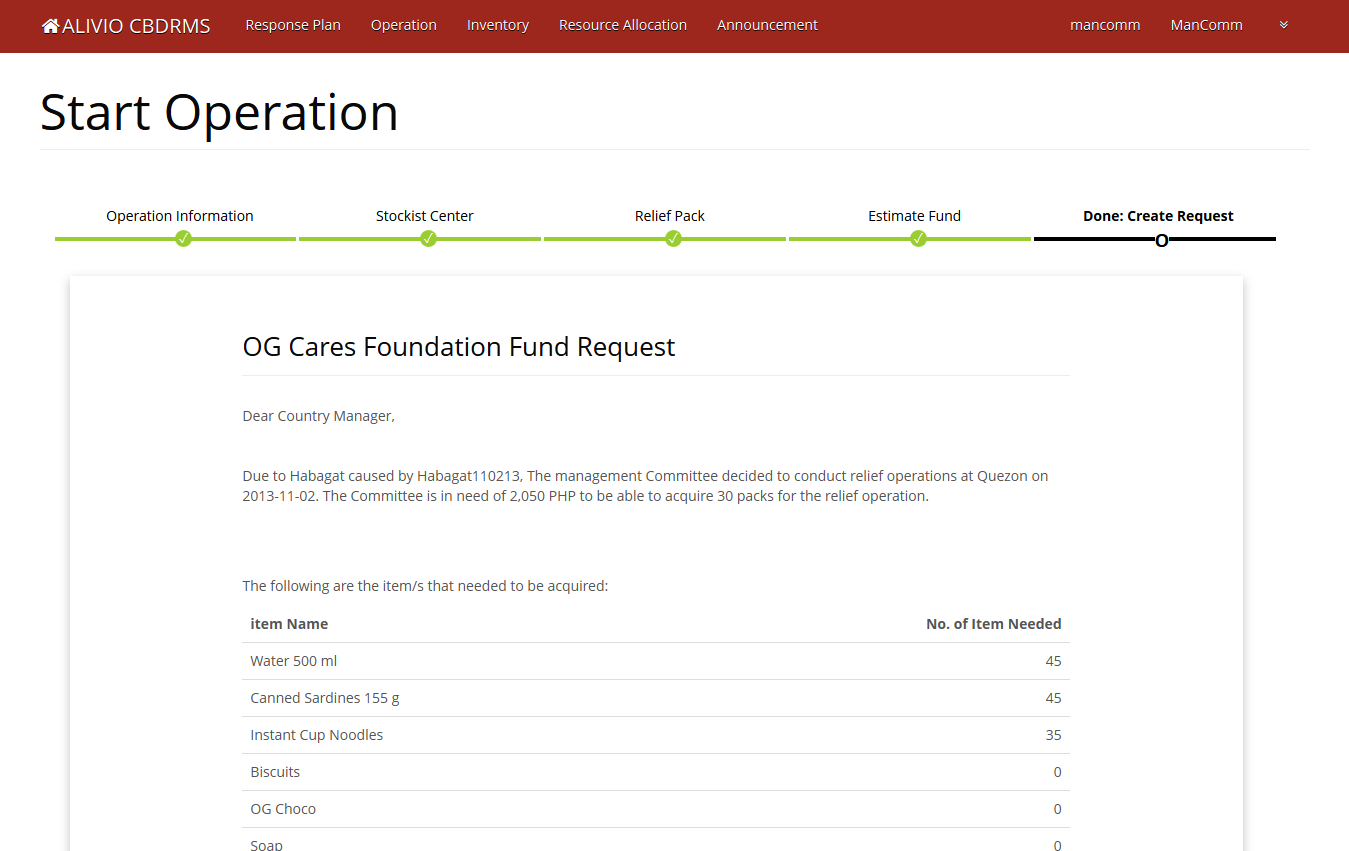 ALIVIO CBDRMS Response Plan Operation Inventory Resource Allocation Announcement mancomm ManComm
Start Operation
Operation Information Stockist Center Relief Pack Estimate Fund Done: Create Request
OG Cares Foundation Fund Request
Dear Country Manager,
Due to Habagat caused by Habagat110213, The management Committee decided to conduct relief operations at Quezon on
2013-11-02. The Committee is in need of 2,050 PHP to be able to acquire 30 packs for the relief operation.
The following are the item/s that needed to be acquired:
item Name No. of Item Needed
Water 500 ml 45
Canned Sardines 155 g 45
Instant Cup Noodles 35
Biscuits 0
OG Choco 0
Soap 0